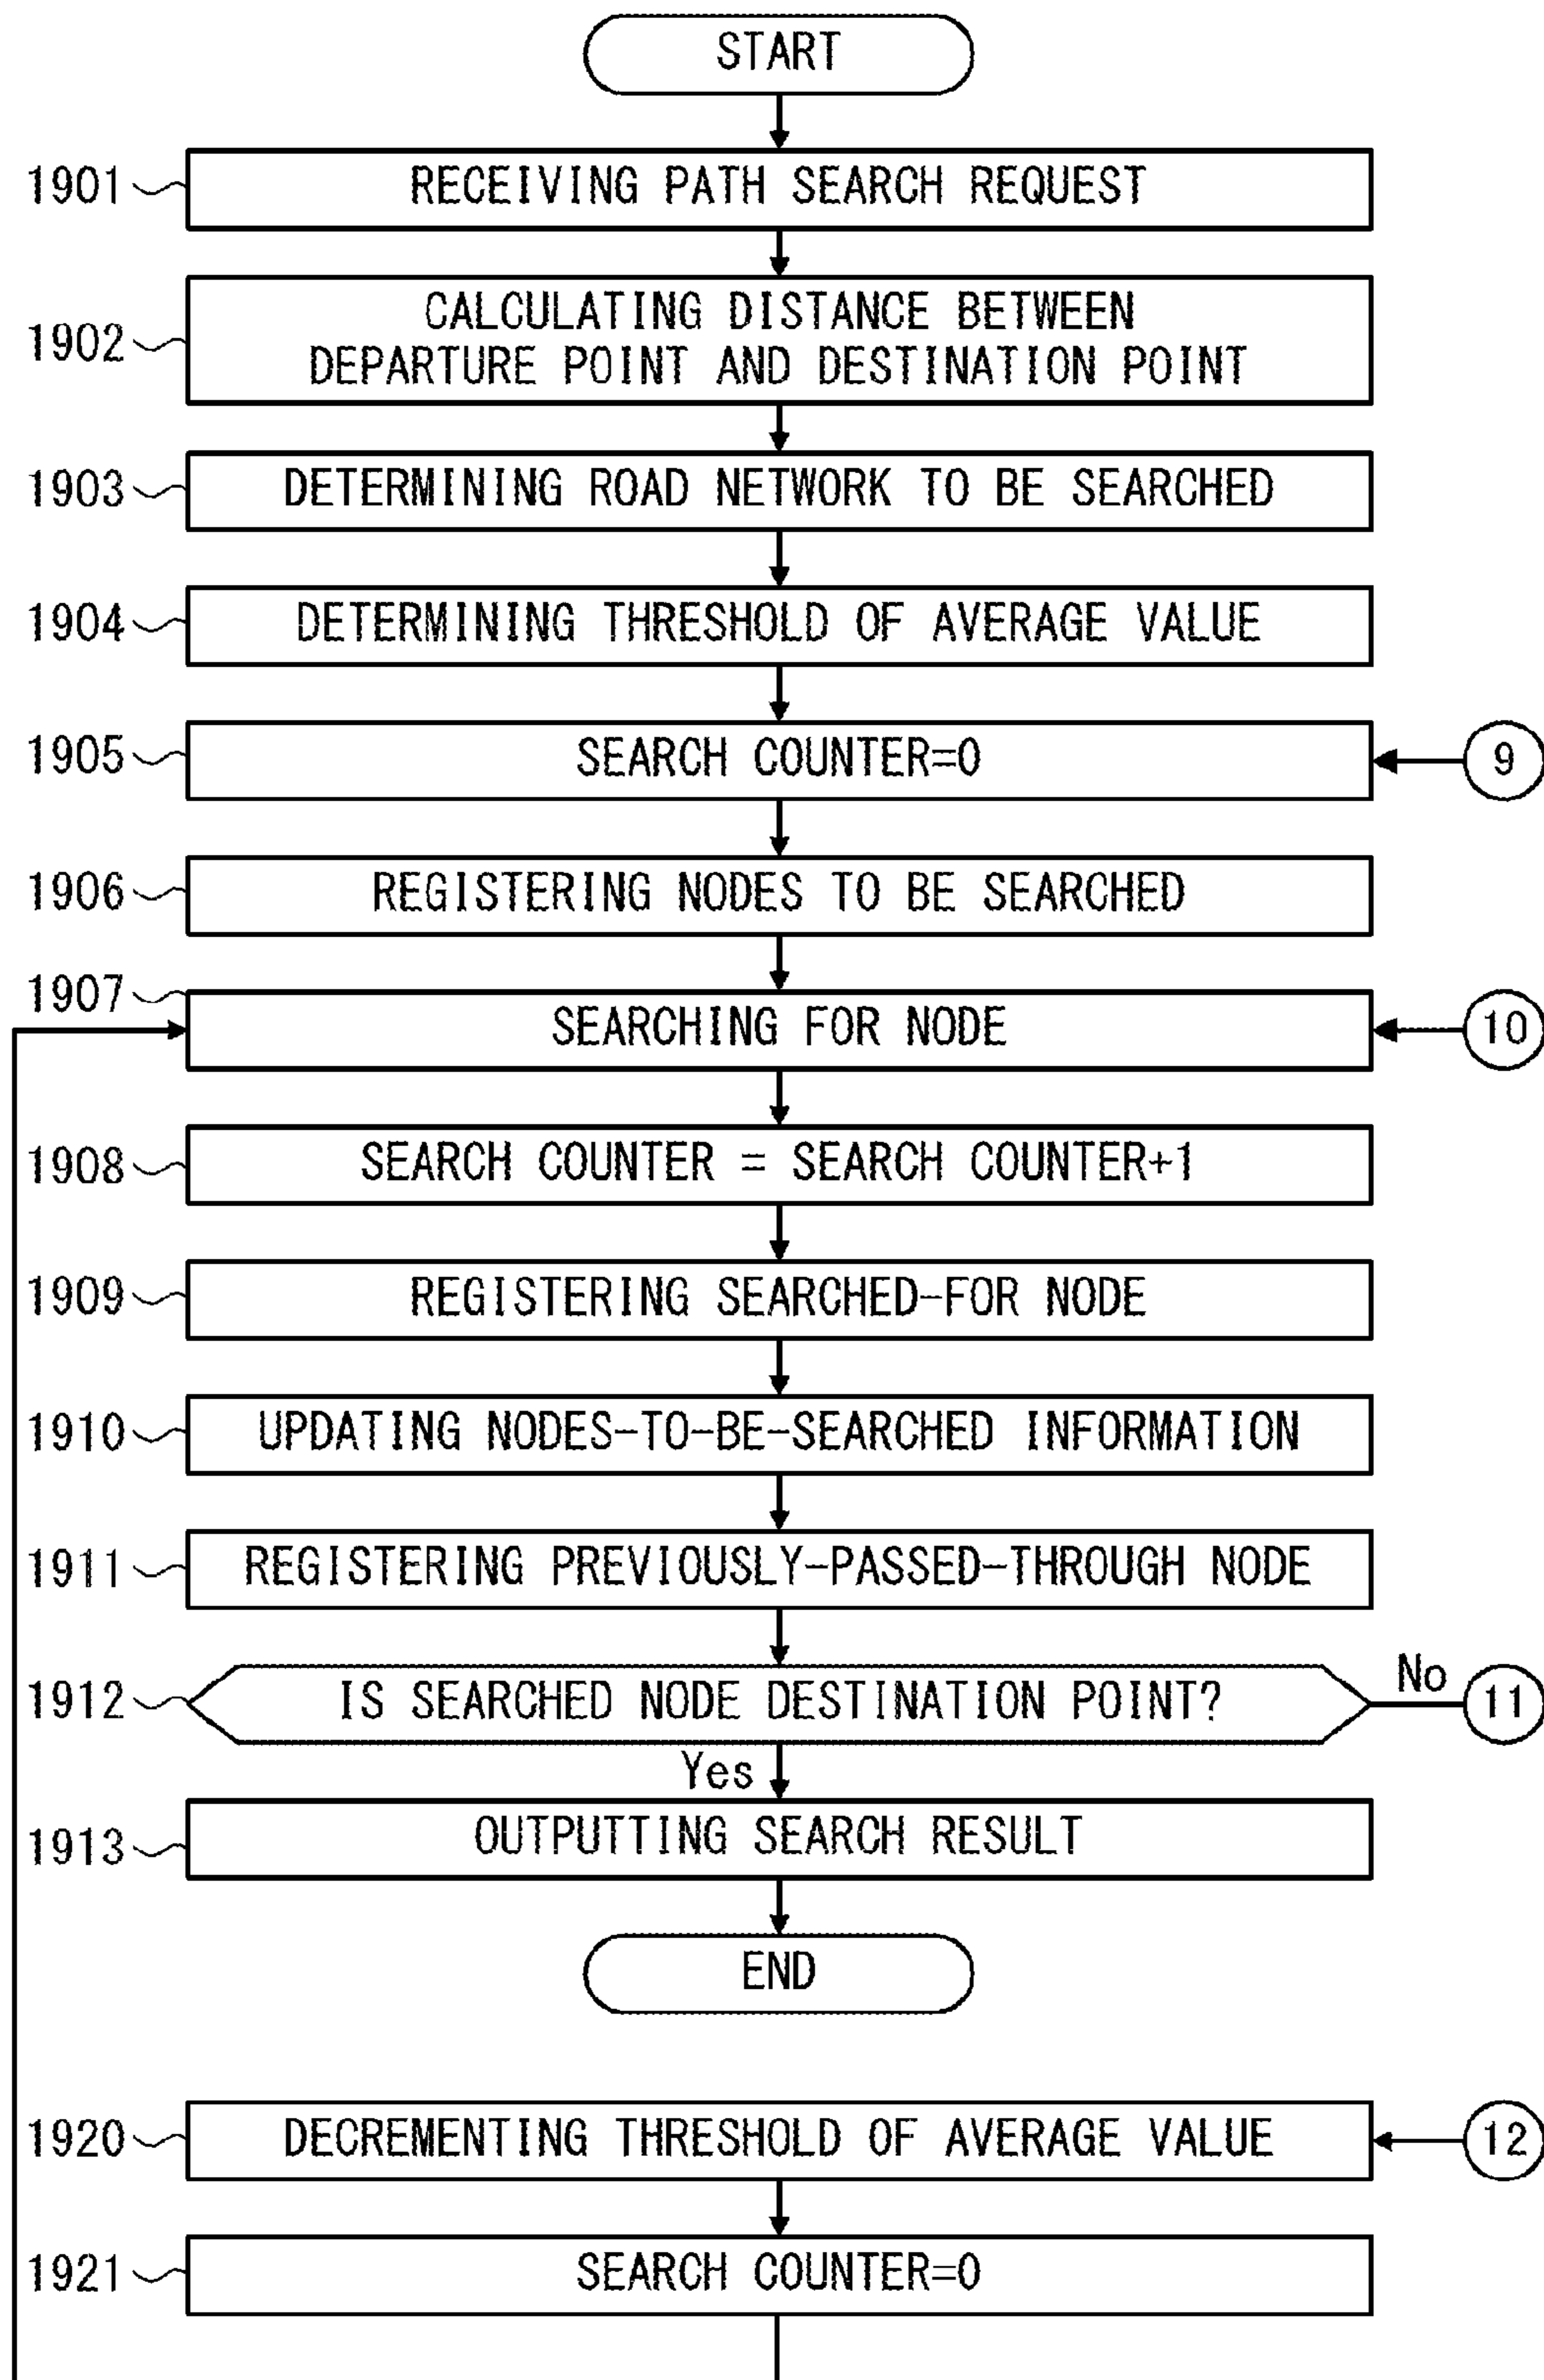 START
1901 RECEIVING PATH SEARCH REQUEST
1902 CALCULATING DISTANCE BETWEEN
DEPARTURE POINT AND DESTINATION POINT
1903 DETERMINING ROAD NETWORK TO BE SEARCHED
1904 DETERMINING THRESHOLD OF AVERAGE VALUE
1905 SEARCH COUNTER=0 9
1906 REGISTERING NODES TO BE SEARCHED
1907 SEARCHING FOR NODE 10
1908 SEARCH COUNTER = SEARCH COUNTER+1
1909 REGISTERING SEARCHED-FOR NODE
1910 UPDATING NODES-TO-BE-SEARCHED INFORMATION
1911 REGISTERING PREVIOUSLY-PASSED-THROUGH NODE
1912 IS SEARCHED NODE DESTINATION POINT? No 11
Yes
1913 OUTPUTTING SEARCH RESULT
END
1920 DECREMENTING THRESHOLD OF AVERAGE VALUE 12
1921 SEARCH COUNTER=0